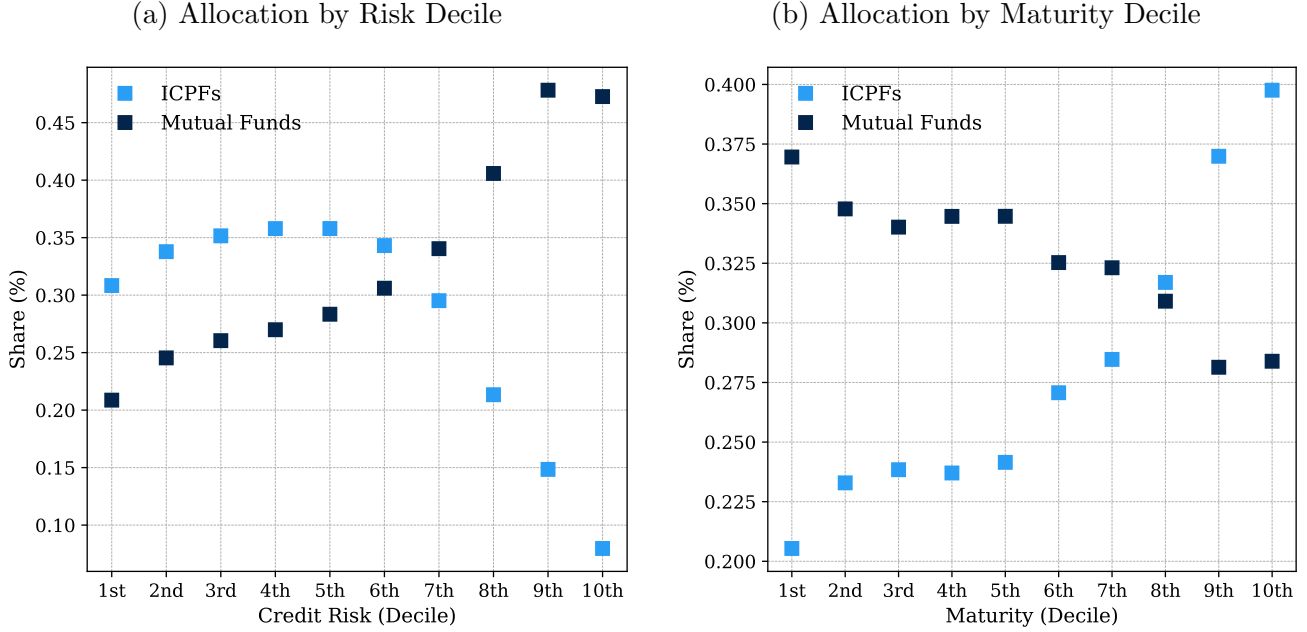 (a) Allocation by Risk Decile
ICPFs
Mutual Funds
0.45
0.40
0.35
0.30
0.25
0.20
0.15
0.10
Share (%)
1st 2nd 3rd 4th 5th 6th 7th 8th 9th 10th
Credit Risk (Decile)
(b) Allocation by Maturity Decile
ICPFs
Mutual Funds
0.400
0.375
0.350
0.325
0.300
0.275
0.250
0.225
0.200
Share (%)
1st 2nd 3rd 4th 5th 6th 7th 8th 9th 10th
Maturity (Decile)